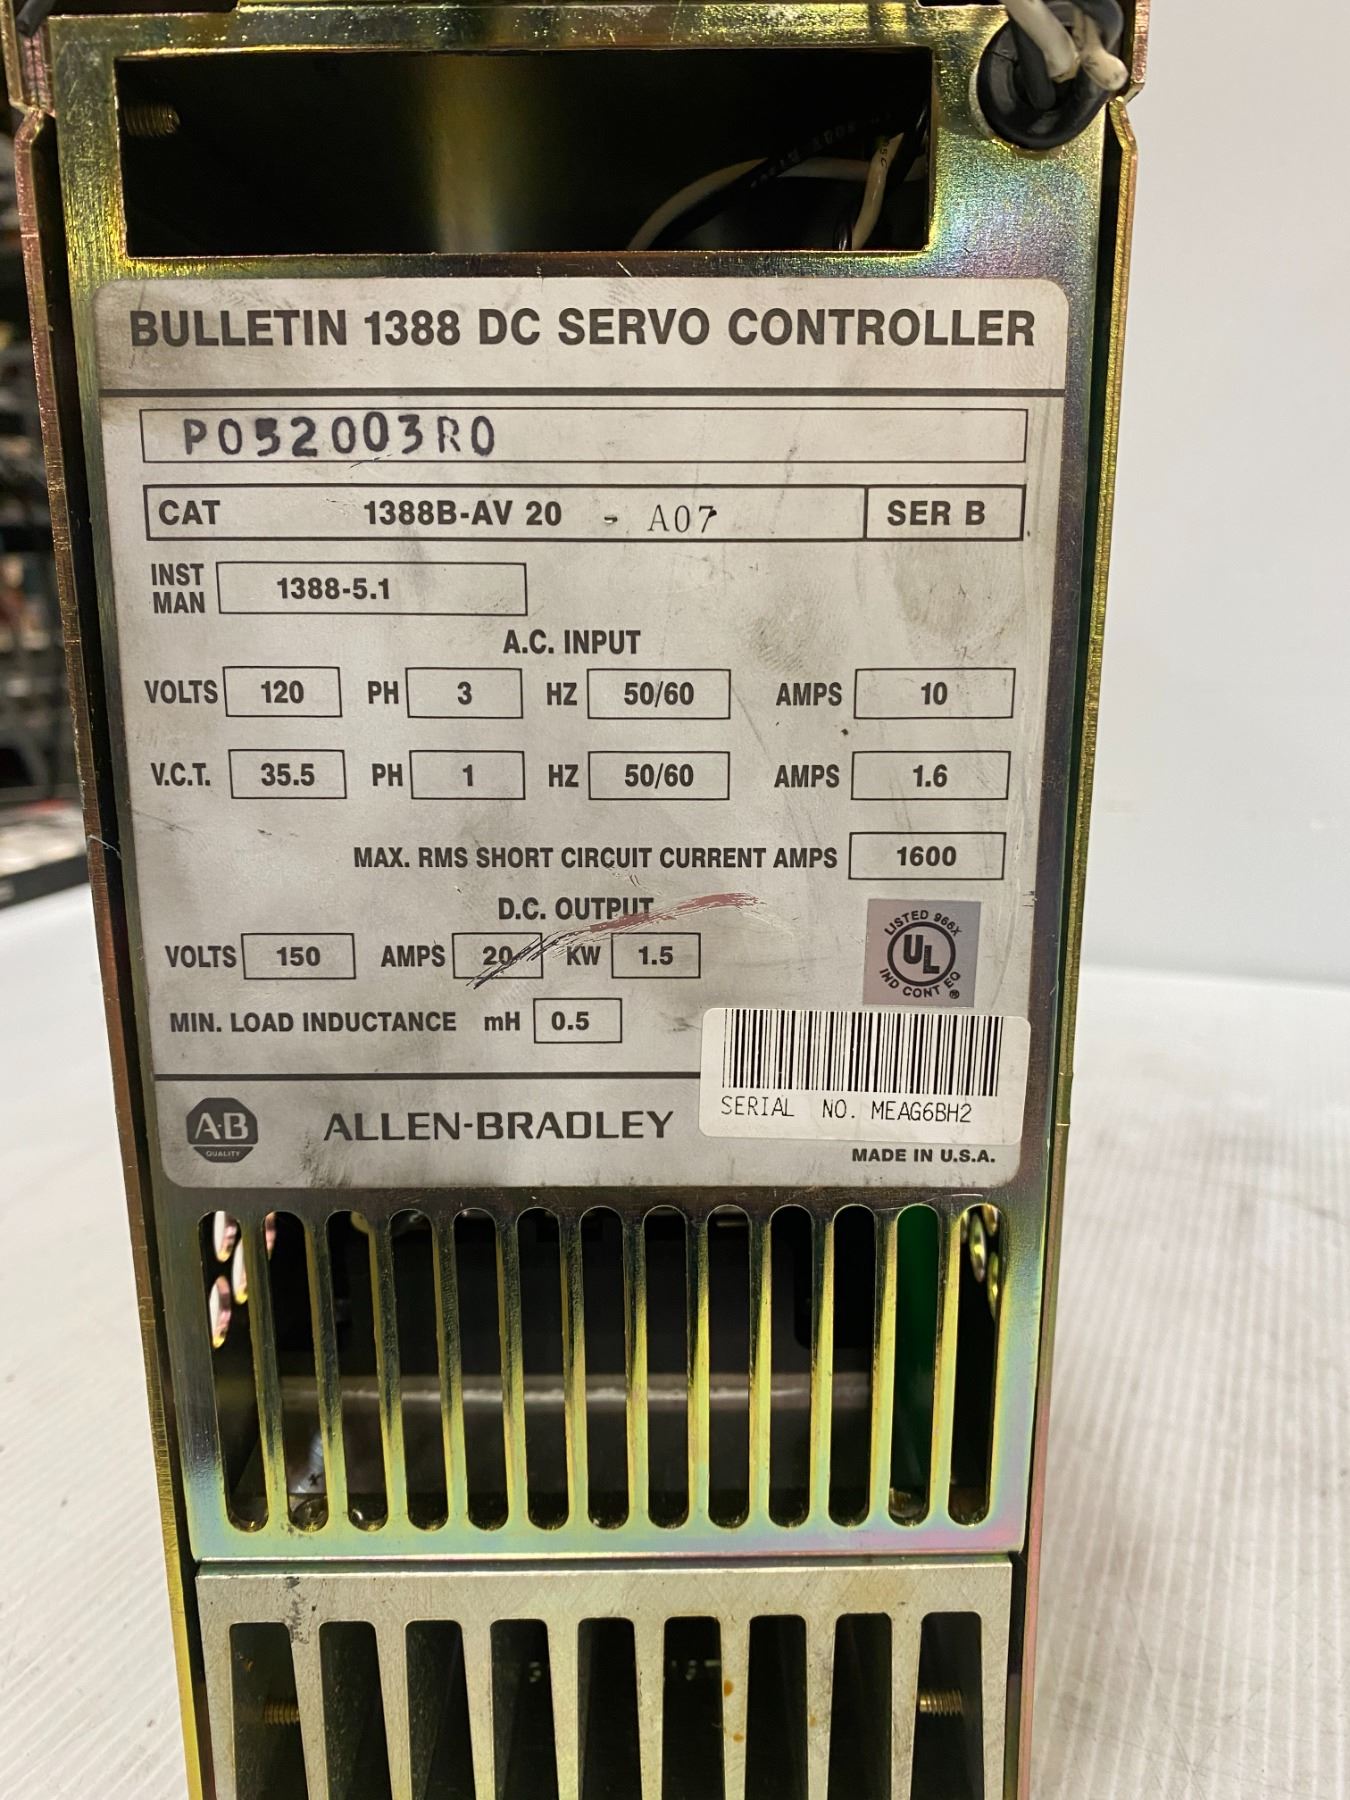 BULLETIN 1388 DC SERVO CONTROLLER
P052003R0
CAT 1388B-AV 20 - A07 SER B
INST MAN 1388-5.1
A.C. INPUT
VOLTS 120 PH 3 HZ 50/60 AMPS 10
V.C.T. 35.5 PH 1 HZ 50/60 AMPS 1.6
MAX. RMS SHORT CIRCUIT CURRENT AMPS 1600
D.C. OUTPUT
VOLTS 150 AMPS 20 KW 1.5
LISTED 966X
UL
IND CONT EQ ®
MIN. LOAD INDUCTANCE mH 0.5
SERIAL NO. MEAG6BH2
A-B
QUALITY
ALLEN-BRADLEY
MADE IN U.S.A.